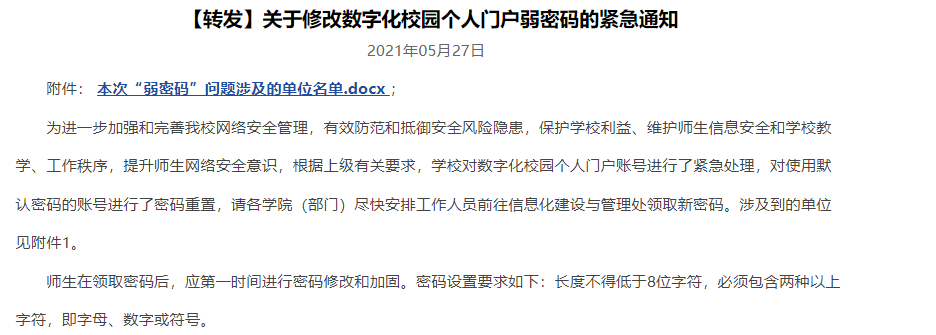 【转发】关于修改数字化校园个人门户弱密码的紧急通知
2021年05月27日
附件： 本次“弱密码”问题涉及的单位名单.docx ；
为进一步加强和完善我校网络安全管理，有效防范和抵御安全风险隐患，保护学校利益、维护师生信息安全和学校教
学、工作秩序，提升师生网络安全意识，根据上级有关要求，学校对数字化校园个人门户账号进行了紧急处理，对使用默
认密码的账号进行了密码重置，请各学院（部门）尽快安排工作人员前往信息化建设与管理处领取新密码。涉及到的单位
见附件1。
师生在领取密码后，应第一时间进行密码修改和加固。密码设置要求如下：长度不得低于8位字符，必须包含两种以上
字符，即字母、数字或符号。